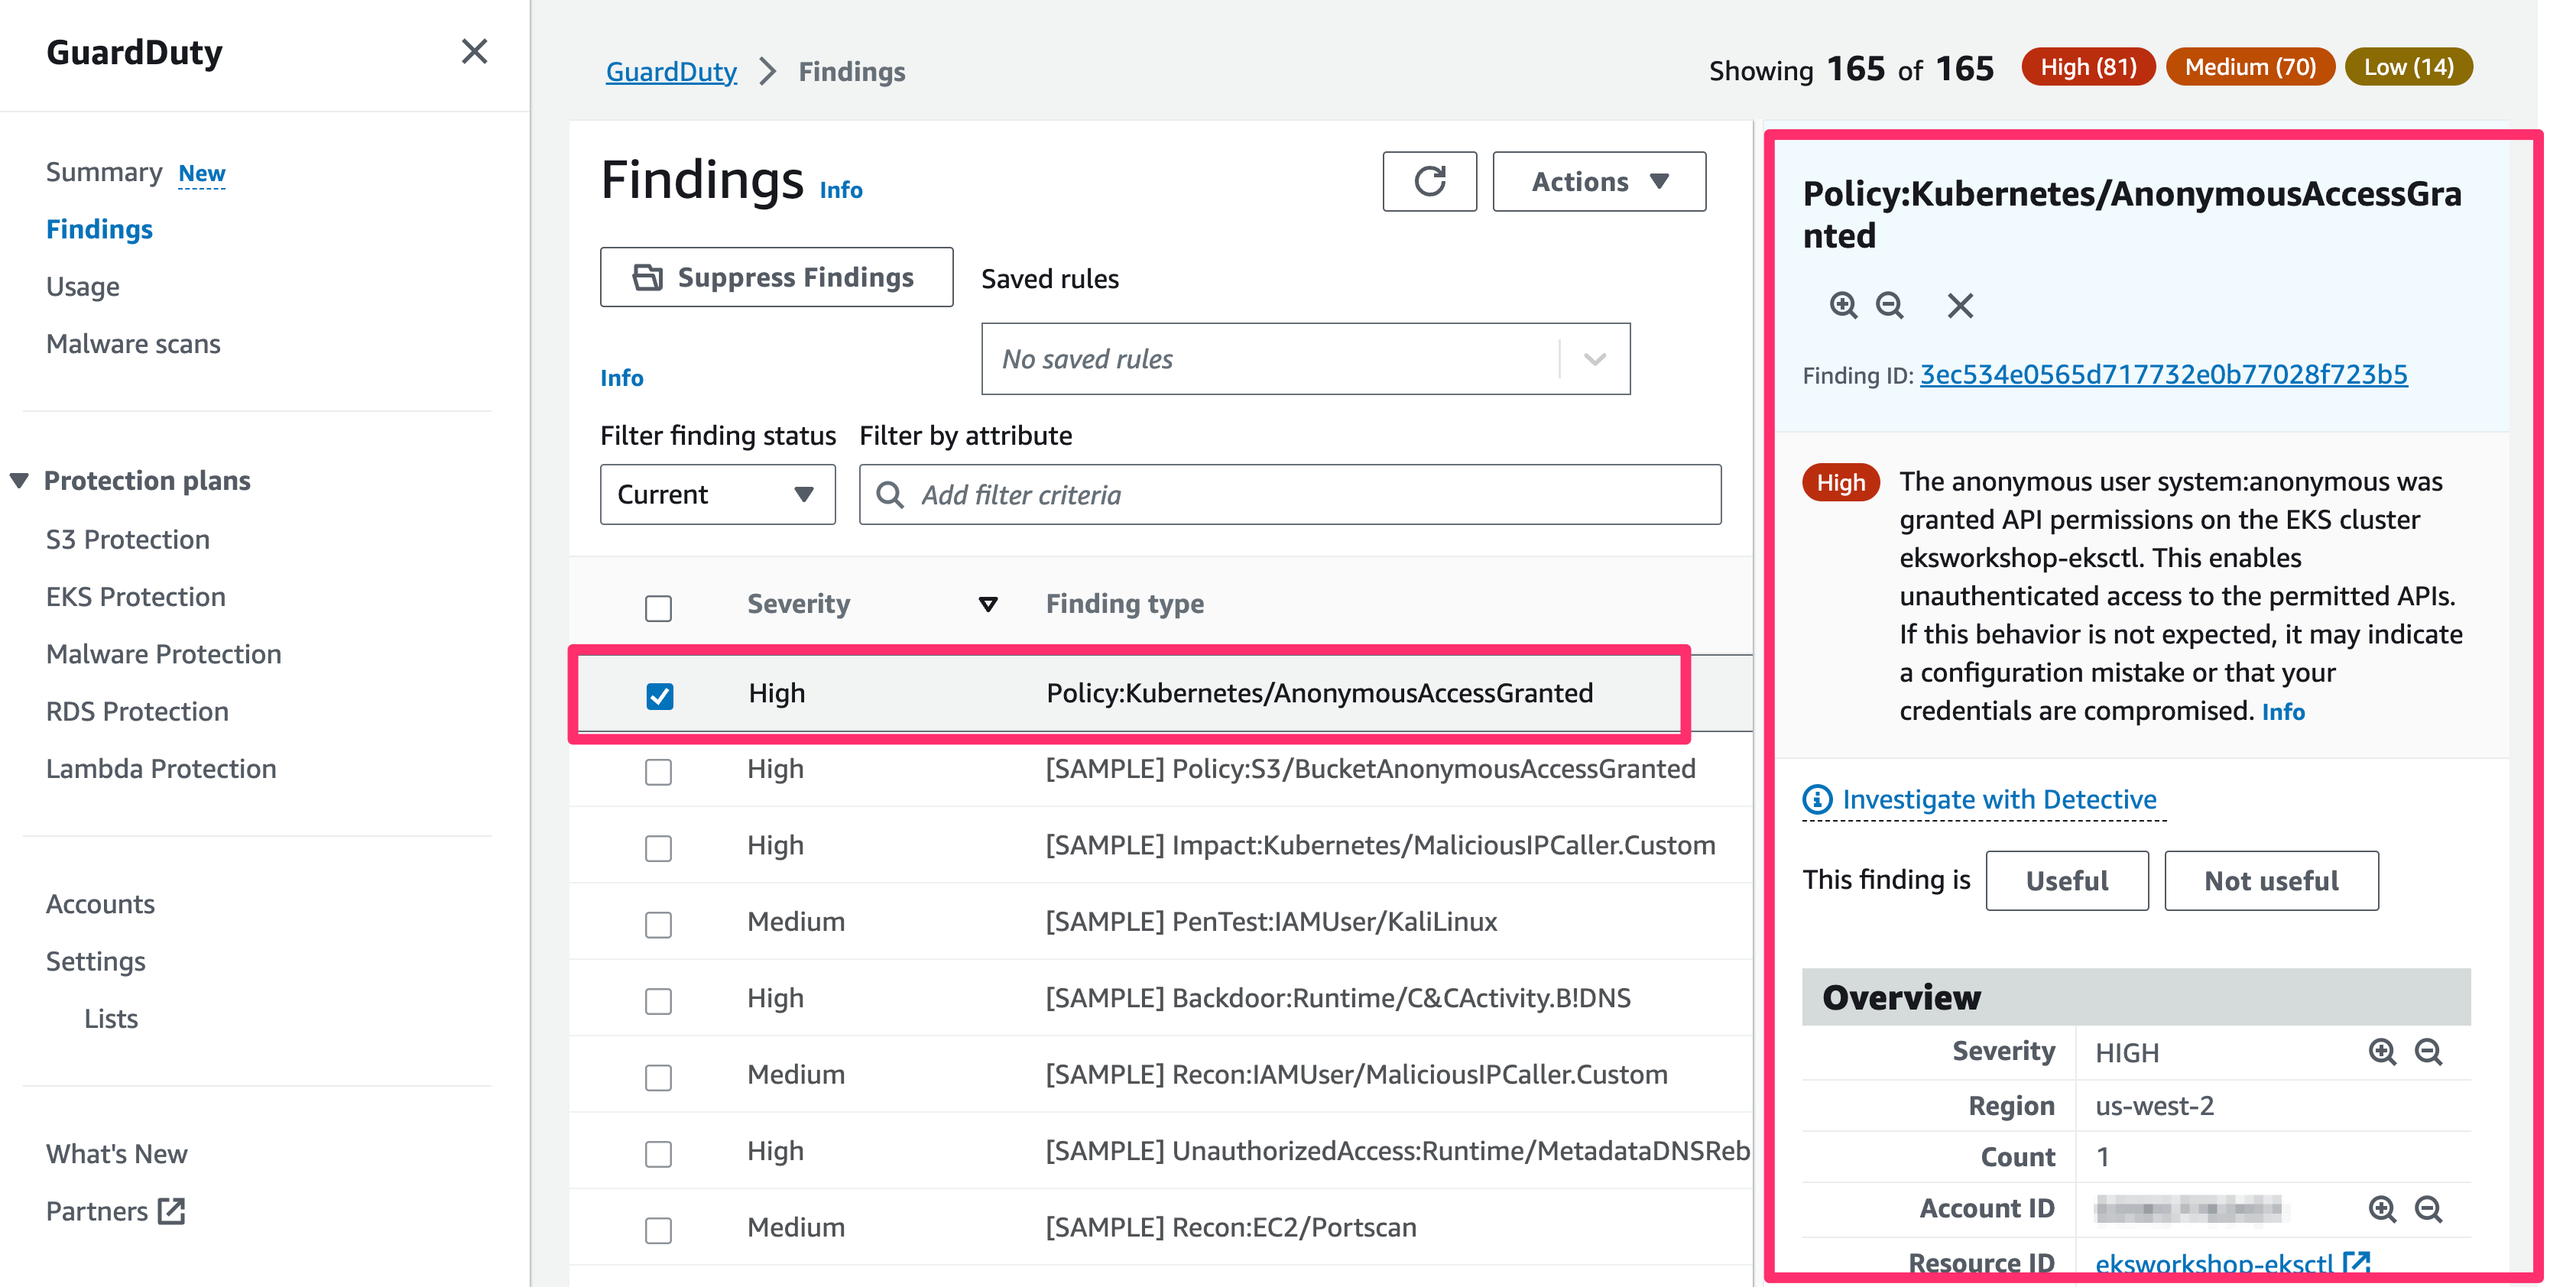 GuardDuty
Summary New
Findings
Usage
Malware scans
Protection plans
S3 Protection
EKS Protection
Malware Protection
RDS Protection
Lambda Protection
Accounts
Settings
Lists
What's New
Partners
GuardDuty Findings
Showing 165 of 165 High (81) Medium (70) Low (14)
Findings Info
Actions
Suppress Findings
Info
Saved rules
No saved rules
Filter finding status
Current
Filter by attribute
Add filter criteria
Severity Finding type
High Policy:Kubernetes/AnonymousAccessGranted
High [SAMPLE] Policy:S3/BucketAnonymousAccessGranted
High [SAMPLE] Impact:Kubernetes/MaliciousIPCaller.Custom
Medium [SAMPLE] PenTest:IAMUser/KaliLinux
High [SAMPLE] Backdoor:Runtime/C&CActivity.B!DNS
Medium [SAMPLE] Recon:IAMUser/MaliciousIPCaller.Custom
High [SAMPLE] UnauthorizedAccess:Runtime/MetadataDNSReb
Medium [SAMPLE] Recon:EC2/Portscan
Policy:Kubernetes/AnonymousAccessGra
nted
Finding ID: 3ec534e0565d717732e0b77028f723b5
High
The anonymous user system:anonymous was
granted API permissions on the EKS cluster
eksworkshop-eksctl. This enables
unauthenticated access to the permitted APIs.
If this behavior is not expected, it may indicate
a configuration mistake or that your
credentials are compromised. Info
Investigate with Detective
This finding is Useful Not useful
Overview
Severity HIGH
Region us-west-2
Count 1
Account ID
Resource ID eksworkshop-eksctl